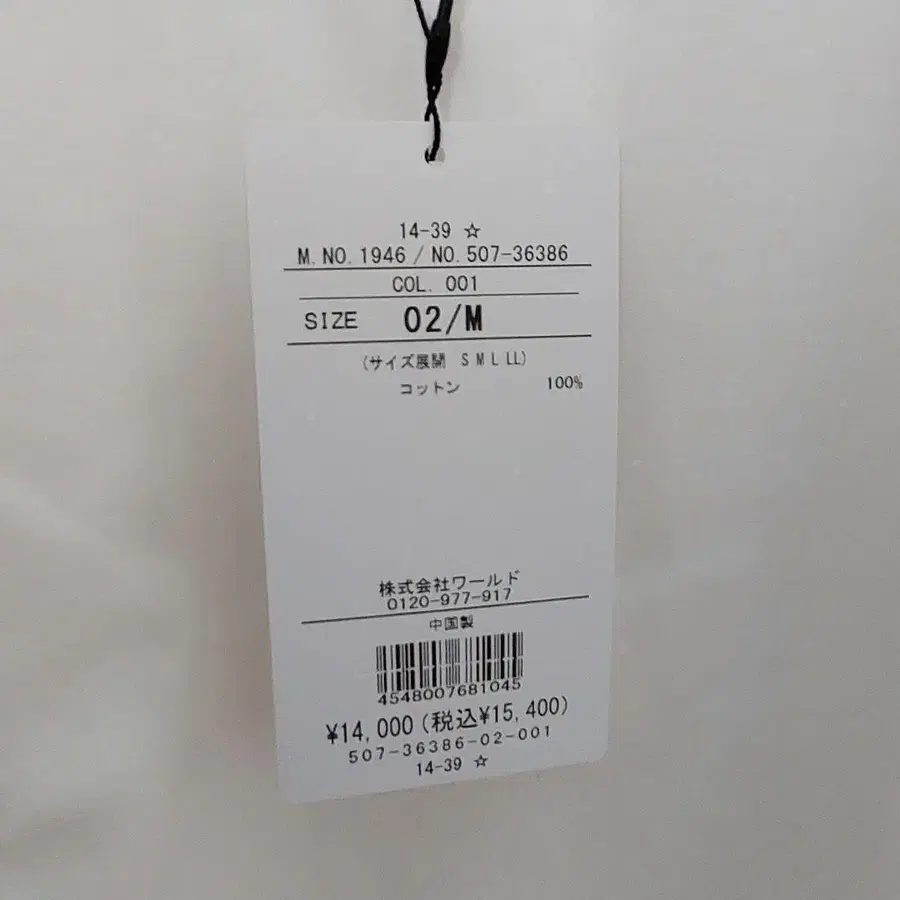 14-39 ☆
M.NO.1946 / NO.507-36386
COL. 001
SIZE 02/M
(サイズ展開 S M L LL)
コットン 100%
株式会社ワールド
0120-977-917
中国製
4548007681045
¥14,000(税込¥15,400)
507-36386-02-001
14-39 ☆